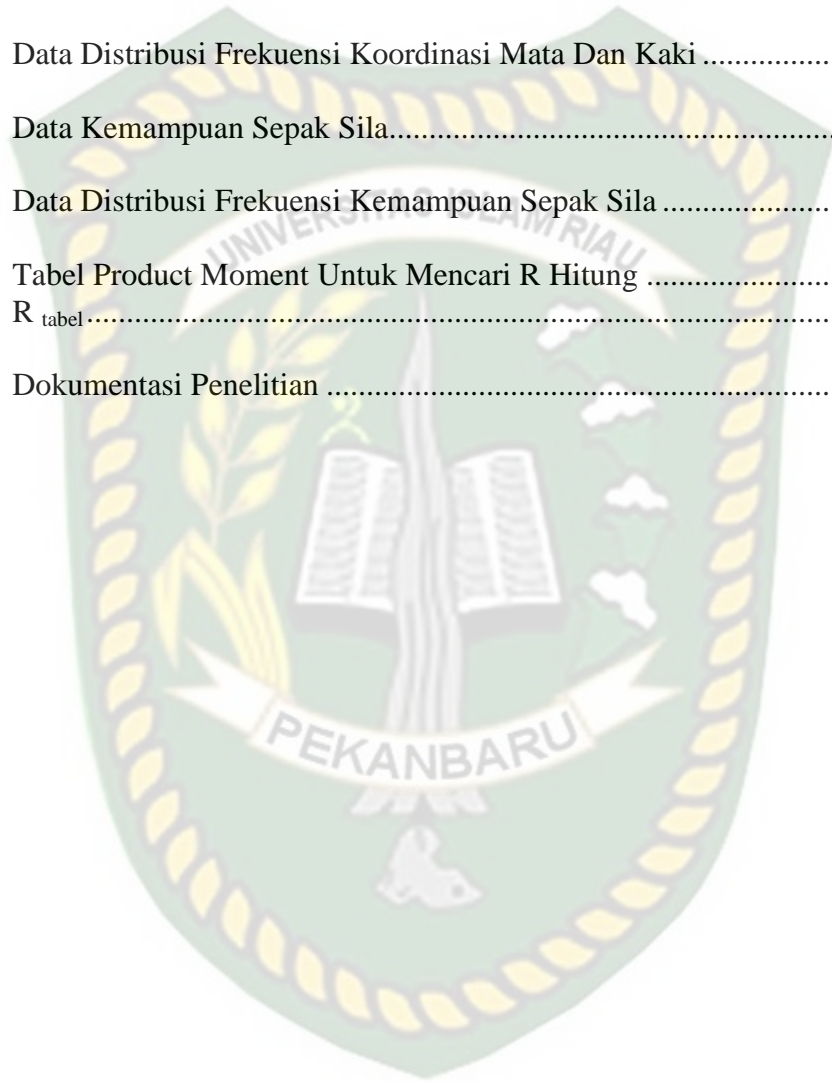 Data Distribusi Frekuensi Koordinasi Mata Dan Kaki ................
Data Kemampuan Sepak Sila..........................................................
Data Distribusi Frekuensi Kemampuan Sepak Sila .....................
UNIVERSITAS ISLAM RIAU
Tabel Product Moment Untuk Mencari R Hitung .......................
R tabel................................................................................................
Dokumentasi Penelitian ................................................................
PEKANBARU